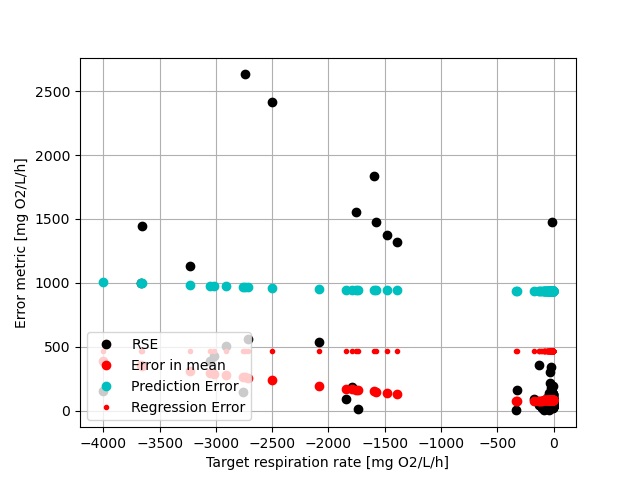 2500
2000
1500
1000
500
0
Error metric [mg O2/L/h]
RSE
Error in mean
Prediction Error
Regression Error
−4000 −3500 −3000 −2500 −2000 −1500 −1000 −500 0
Target respiration rate [mg O2/L/h]